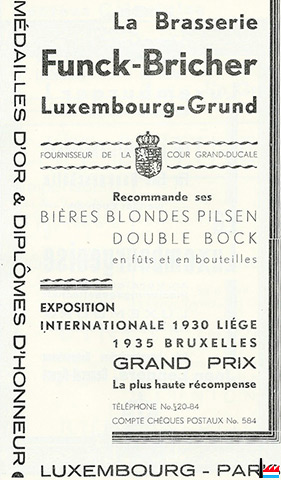 MÉDAILLES D'OR & DIPLÔMES D'HONNEUR
La Brasserie
Funck-Bricher
Luxembourg-Grund
FOURNISSEUR DE LA COUR GRAND-DUCALE
Recommande ses
BIÈRES BLONDES PILSEN
DOUBLE BOCK
en fûts et en bouteilles
EXPOSITION
INTERNATIONALE 1930 LIÉGE
1935 BRUXELLES
GRAND PRIX
La plus haute récompense
TÉLÉPHONE No. §20-84
COMPTE CHÈQUES POSTAUX No. 584
LUXEMBOURG - PAR